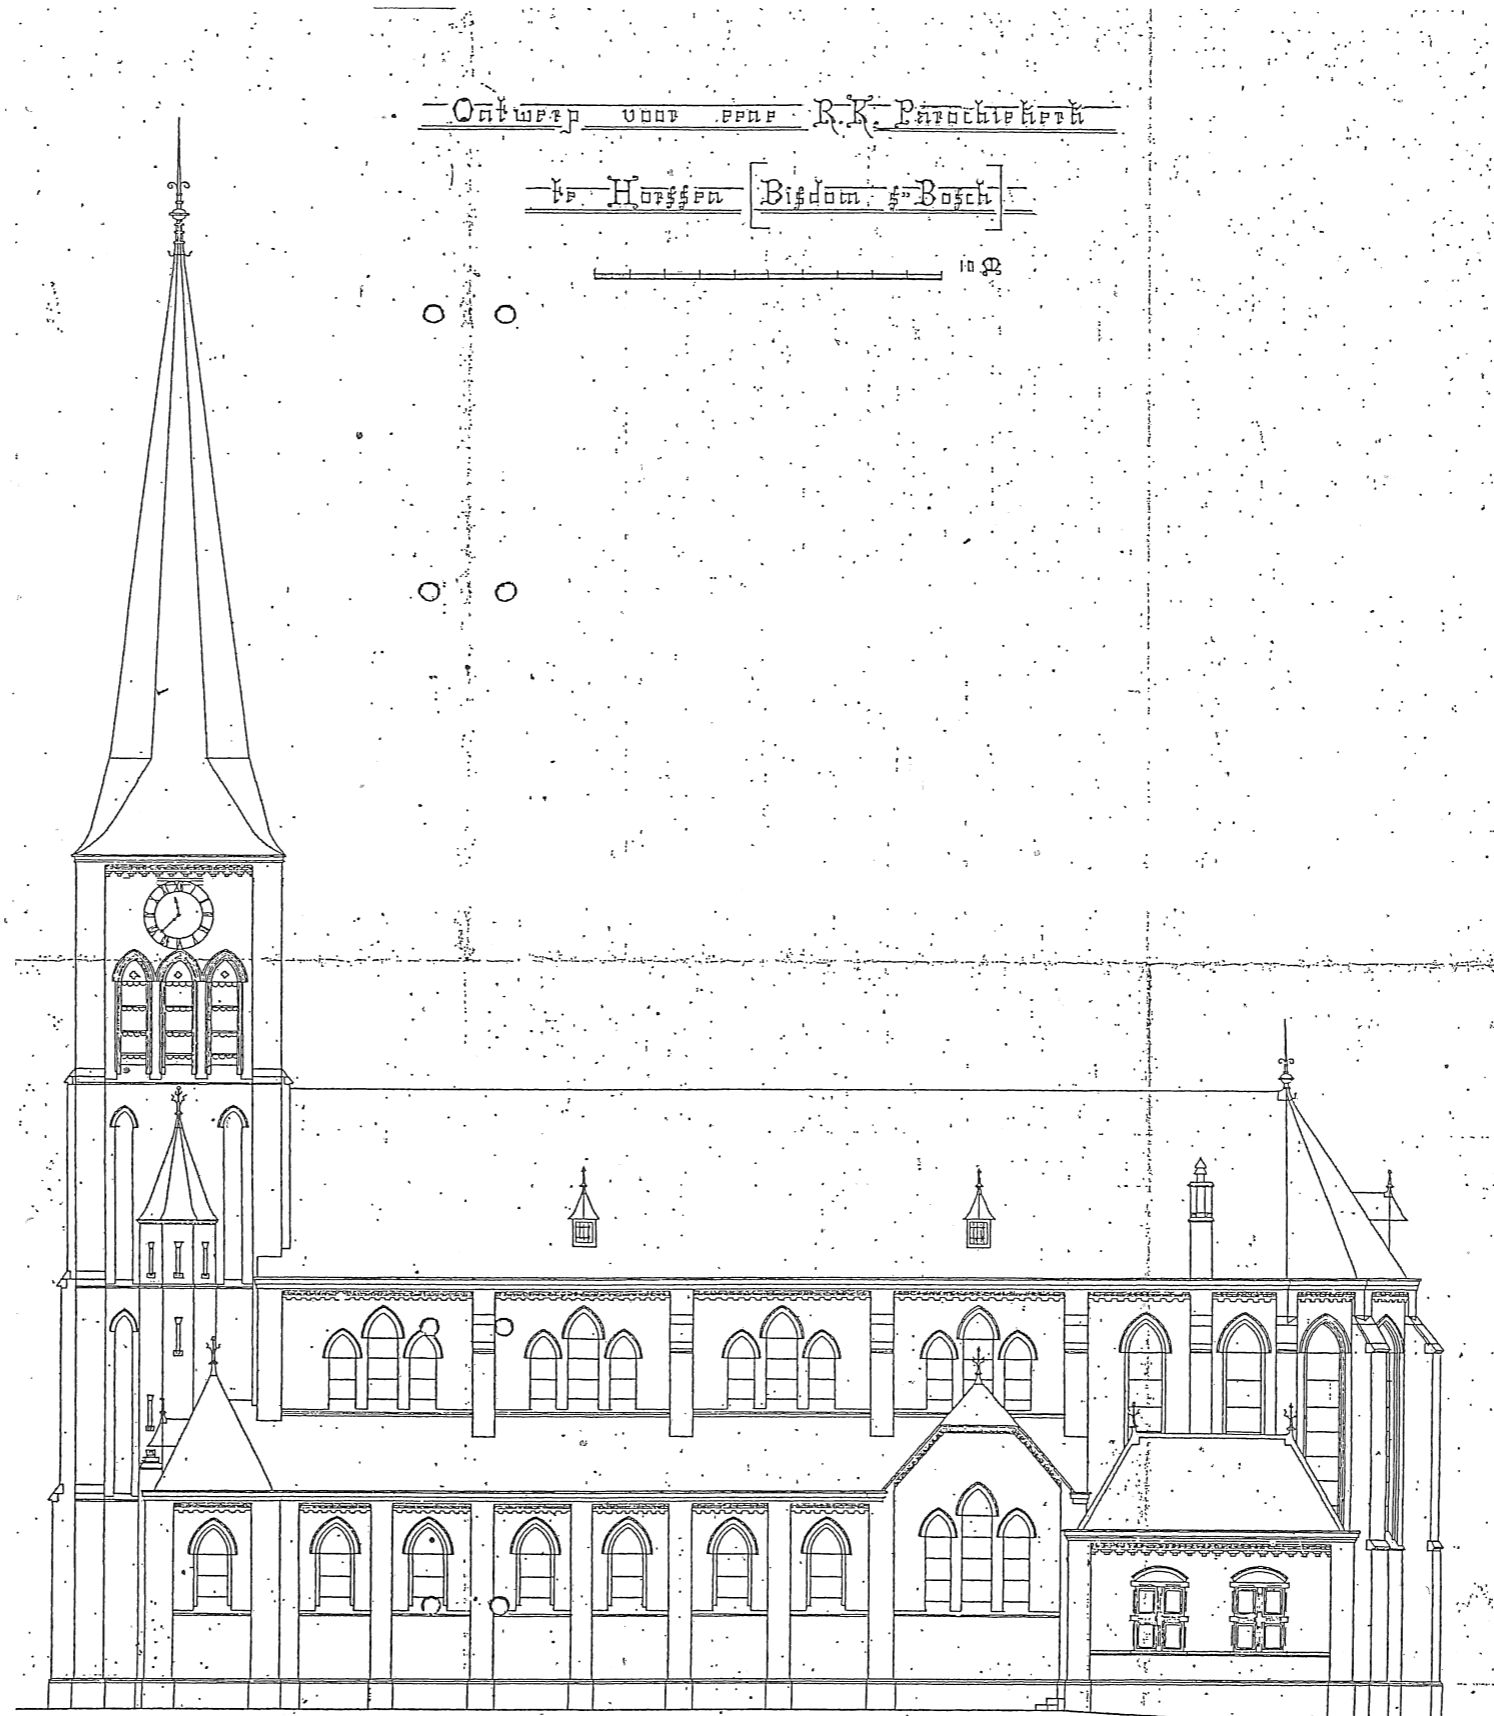 Ontwerp voor eene R.K. Parochiekerk
te Horssen [Bisdom s" Bosch]
10 M